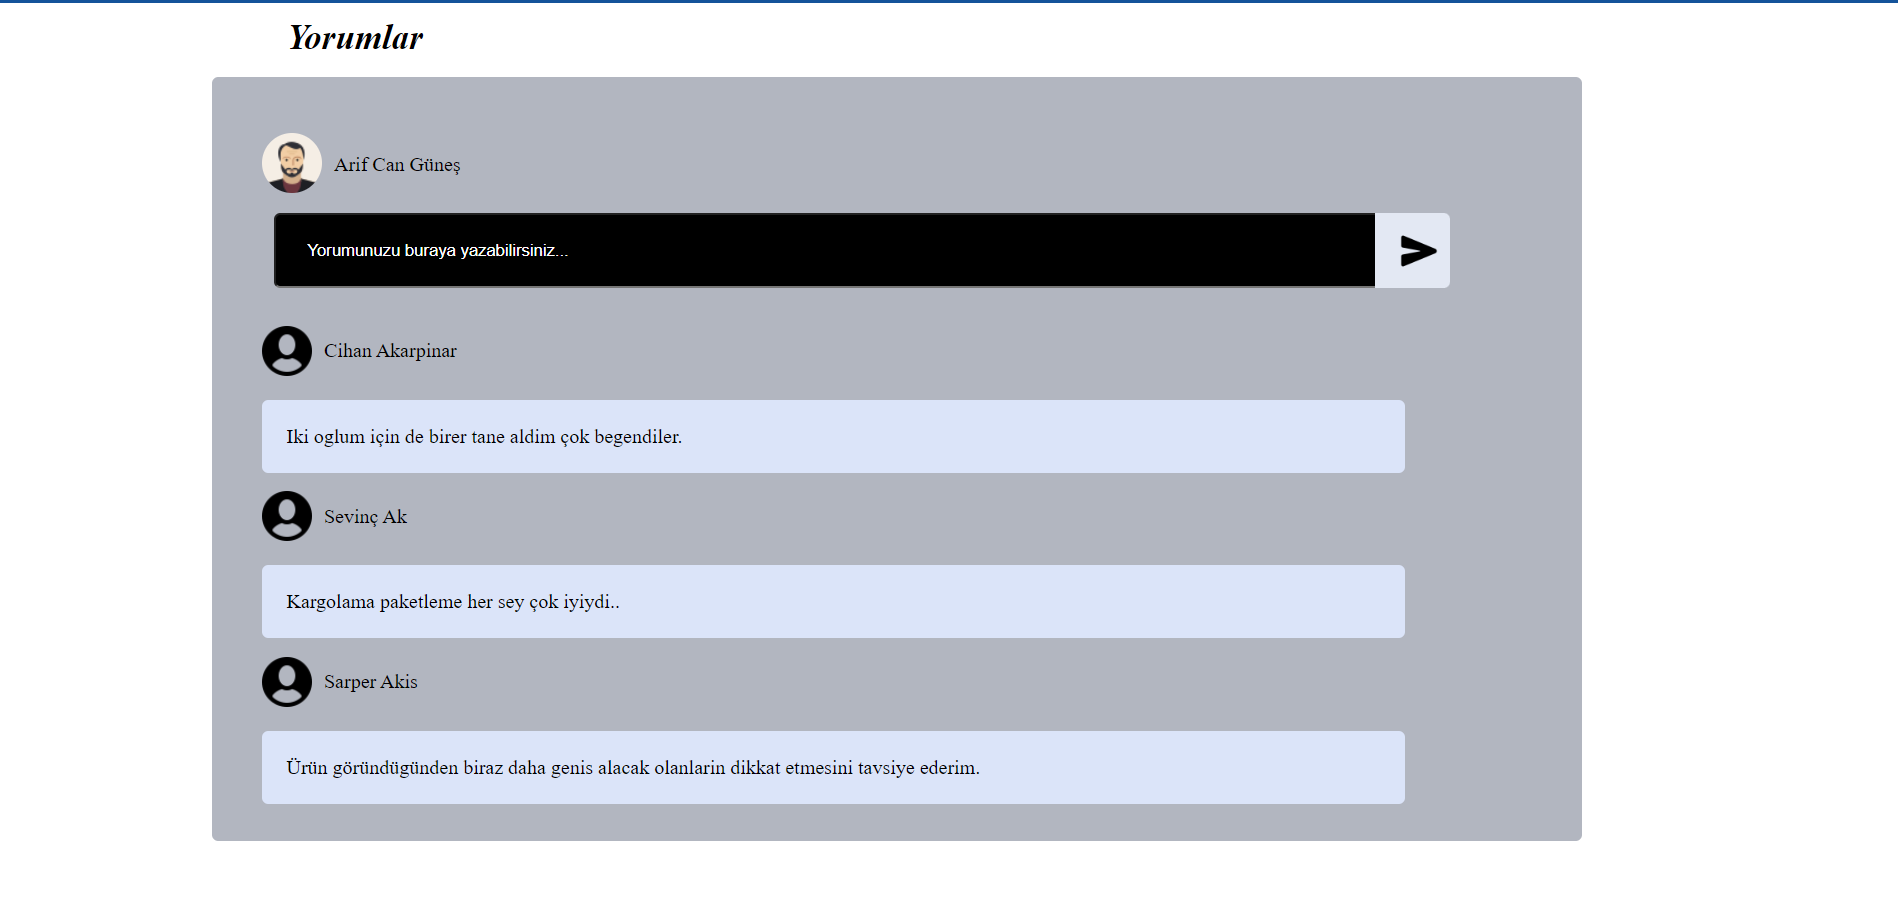 Yorumlar
Arif Can Güneş
Yorumunuzu buraya yazabilirsiniz...
Cihan Akarpinar
Iki oglum için de birer tane aldim çok begendiler.
Sevinç Ak
Kargolama paketleme her sey çok iyiydi..
Sarper Akis
Ürün göründügünden biraz daha genis alacak olanlarin dikkat etmesini tavsiye ederim.